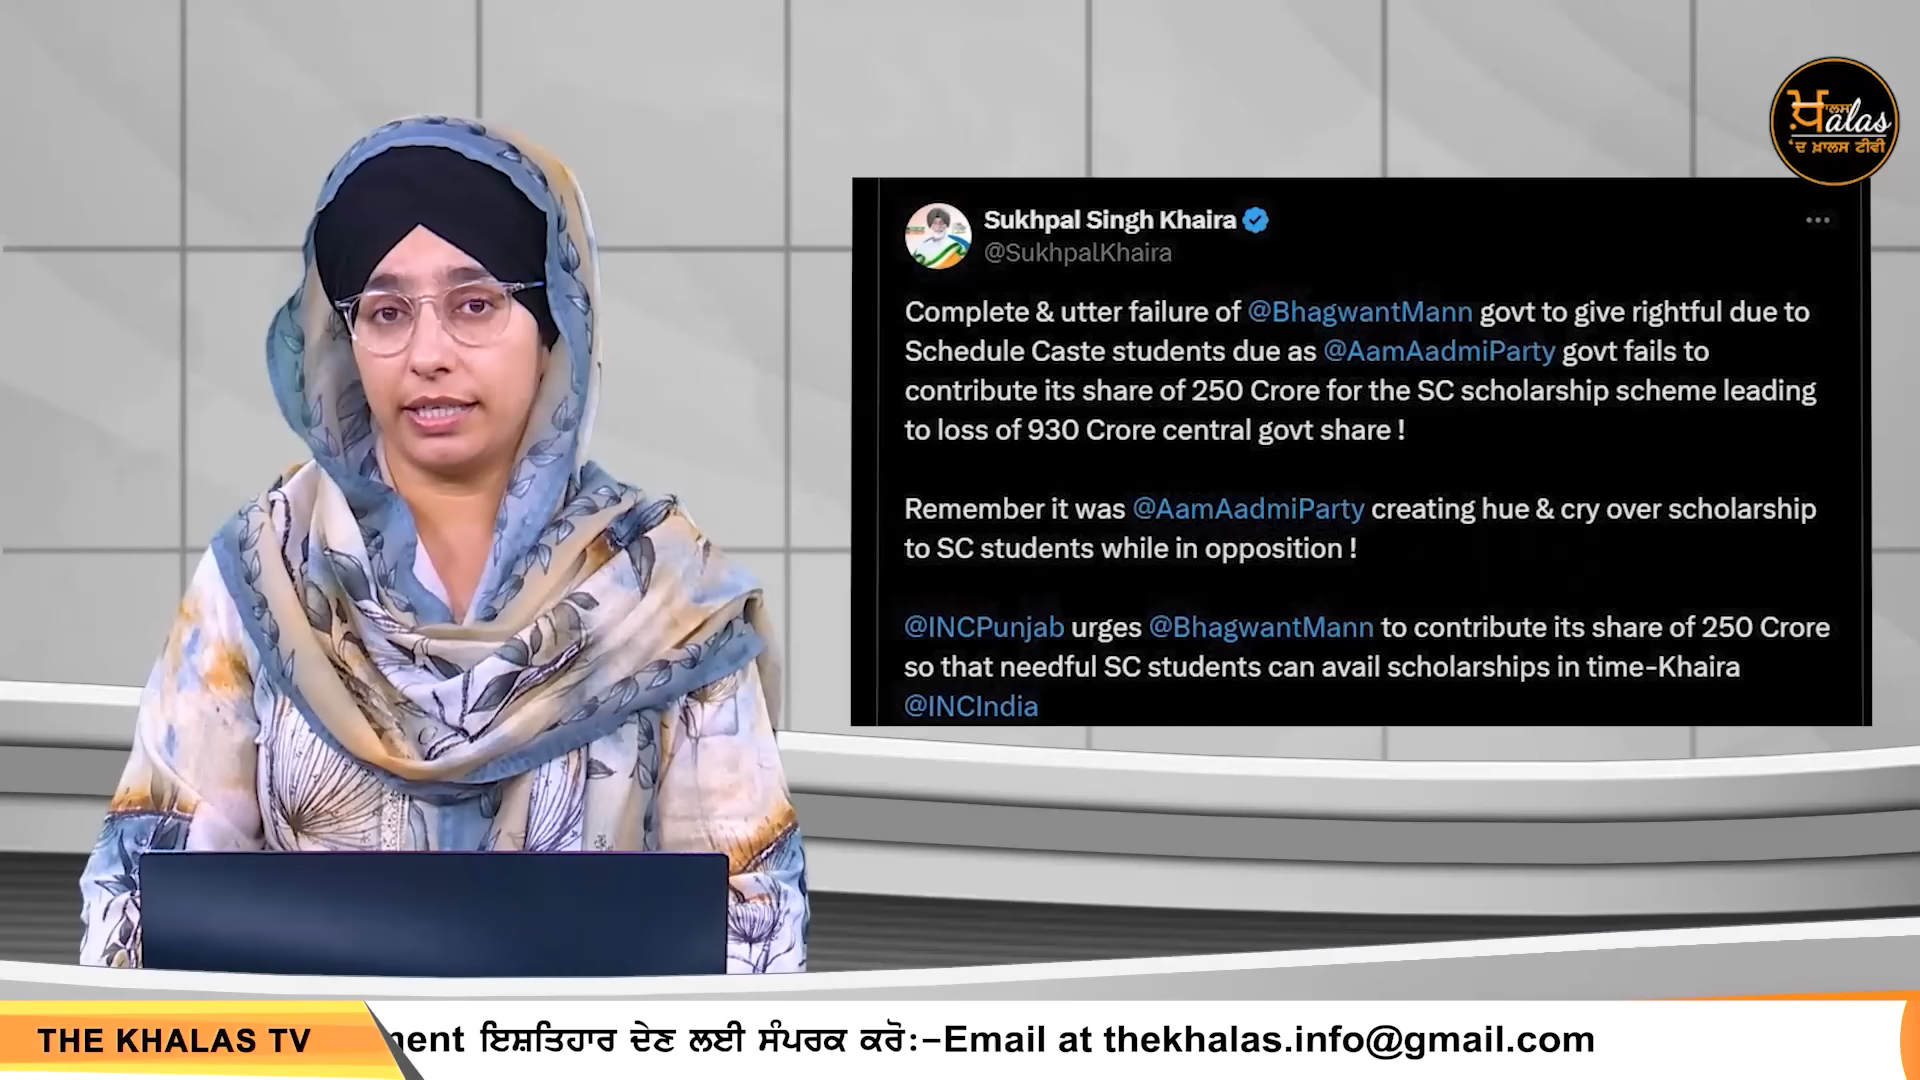 ਖ਼ਾਲਸ
alas
'ਦ ਖ਼ਾਲਸ ਟੀਵੀ
Sukhpal Singh Khaira
@SukhpalKhaira
Complete & utter failure of @BhagwantMann govt to give rightful due to
Schedule Caste students due as @AamAadmiParty govt fails to
contribute its share of 250 Crore for the SC scholarship scheme leading
to loss of 930 Crore central govt share !
Remember it was @AamAadmiParty creating hue & cry over scholarship
to SC students while in opposition !
@INCPunjab urges @BhagwantMann to contribute its share of 250 Crore
so that needful SC students can avail scholarships in time-Khaira
@INCIndia
THE KHALAS TV
ment ਇਸ਼ਤਿਹਾਰ ਦੇਣ ਲਈ ਸੰਪਰਕ ਕਰੋ:-Email at thekhalas.info@gmail.com